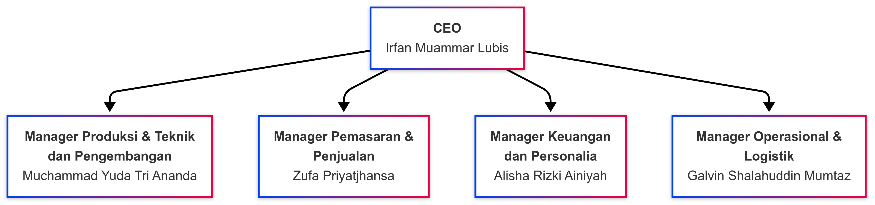 CEO
Irfan Muammar Lubis
Manager Produksi & Teknik
dan Pengembangan
Muchammad Yuda Tri Ananda
Manager Pemasaran &
Penjualan
Zufa Priyatjhansa
Manager Keuangan
dan Personalia
Alisha Rizki Ainiyah
Manager Operasional &
Logistik
Galvin Shalahuddin Mumtaz